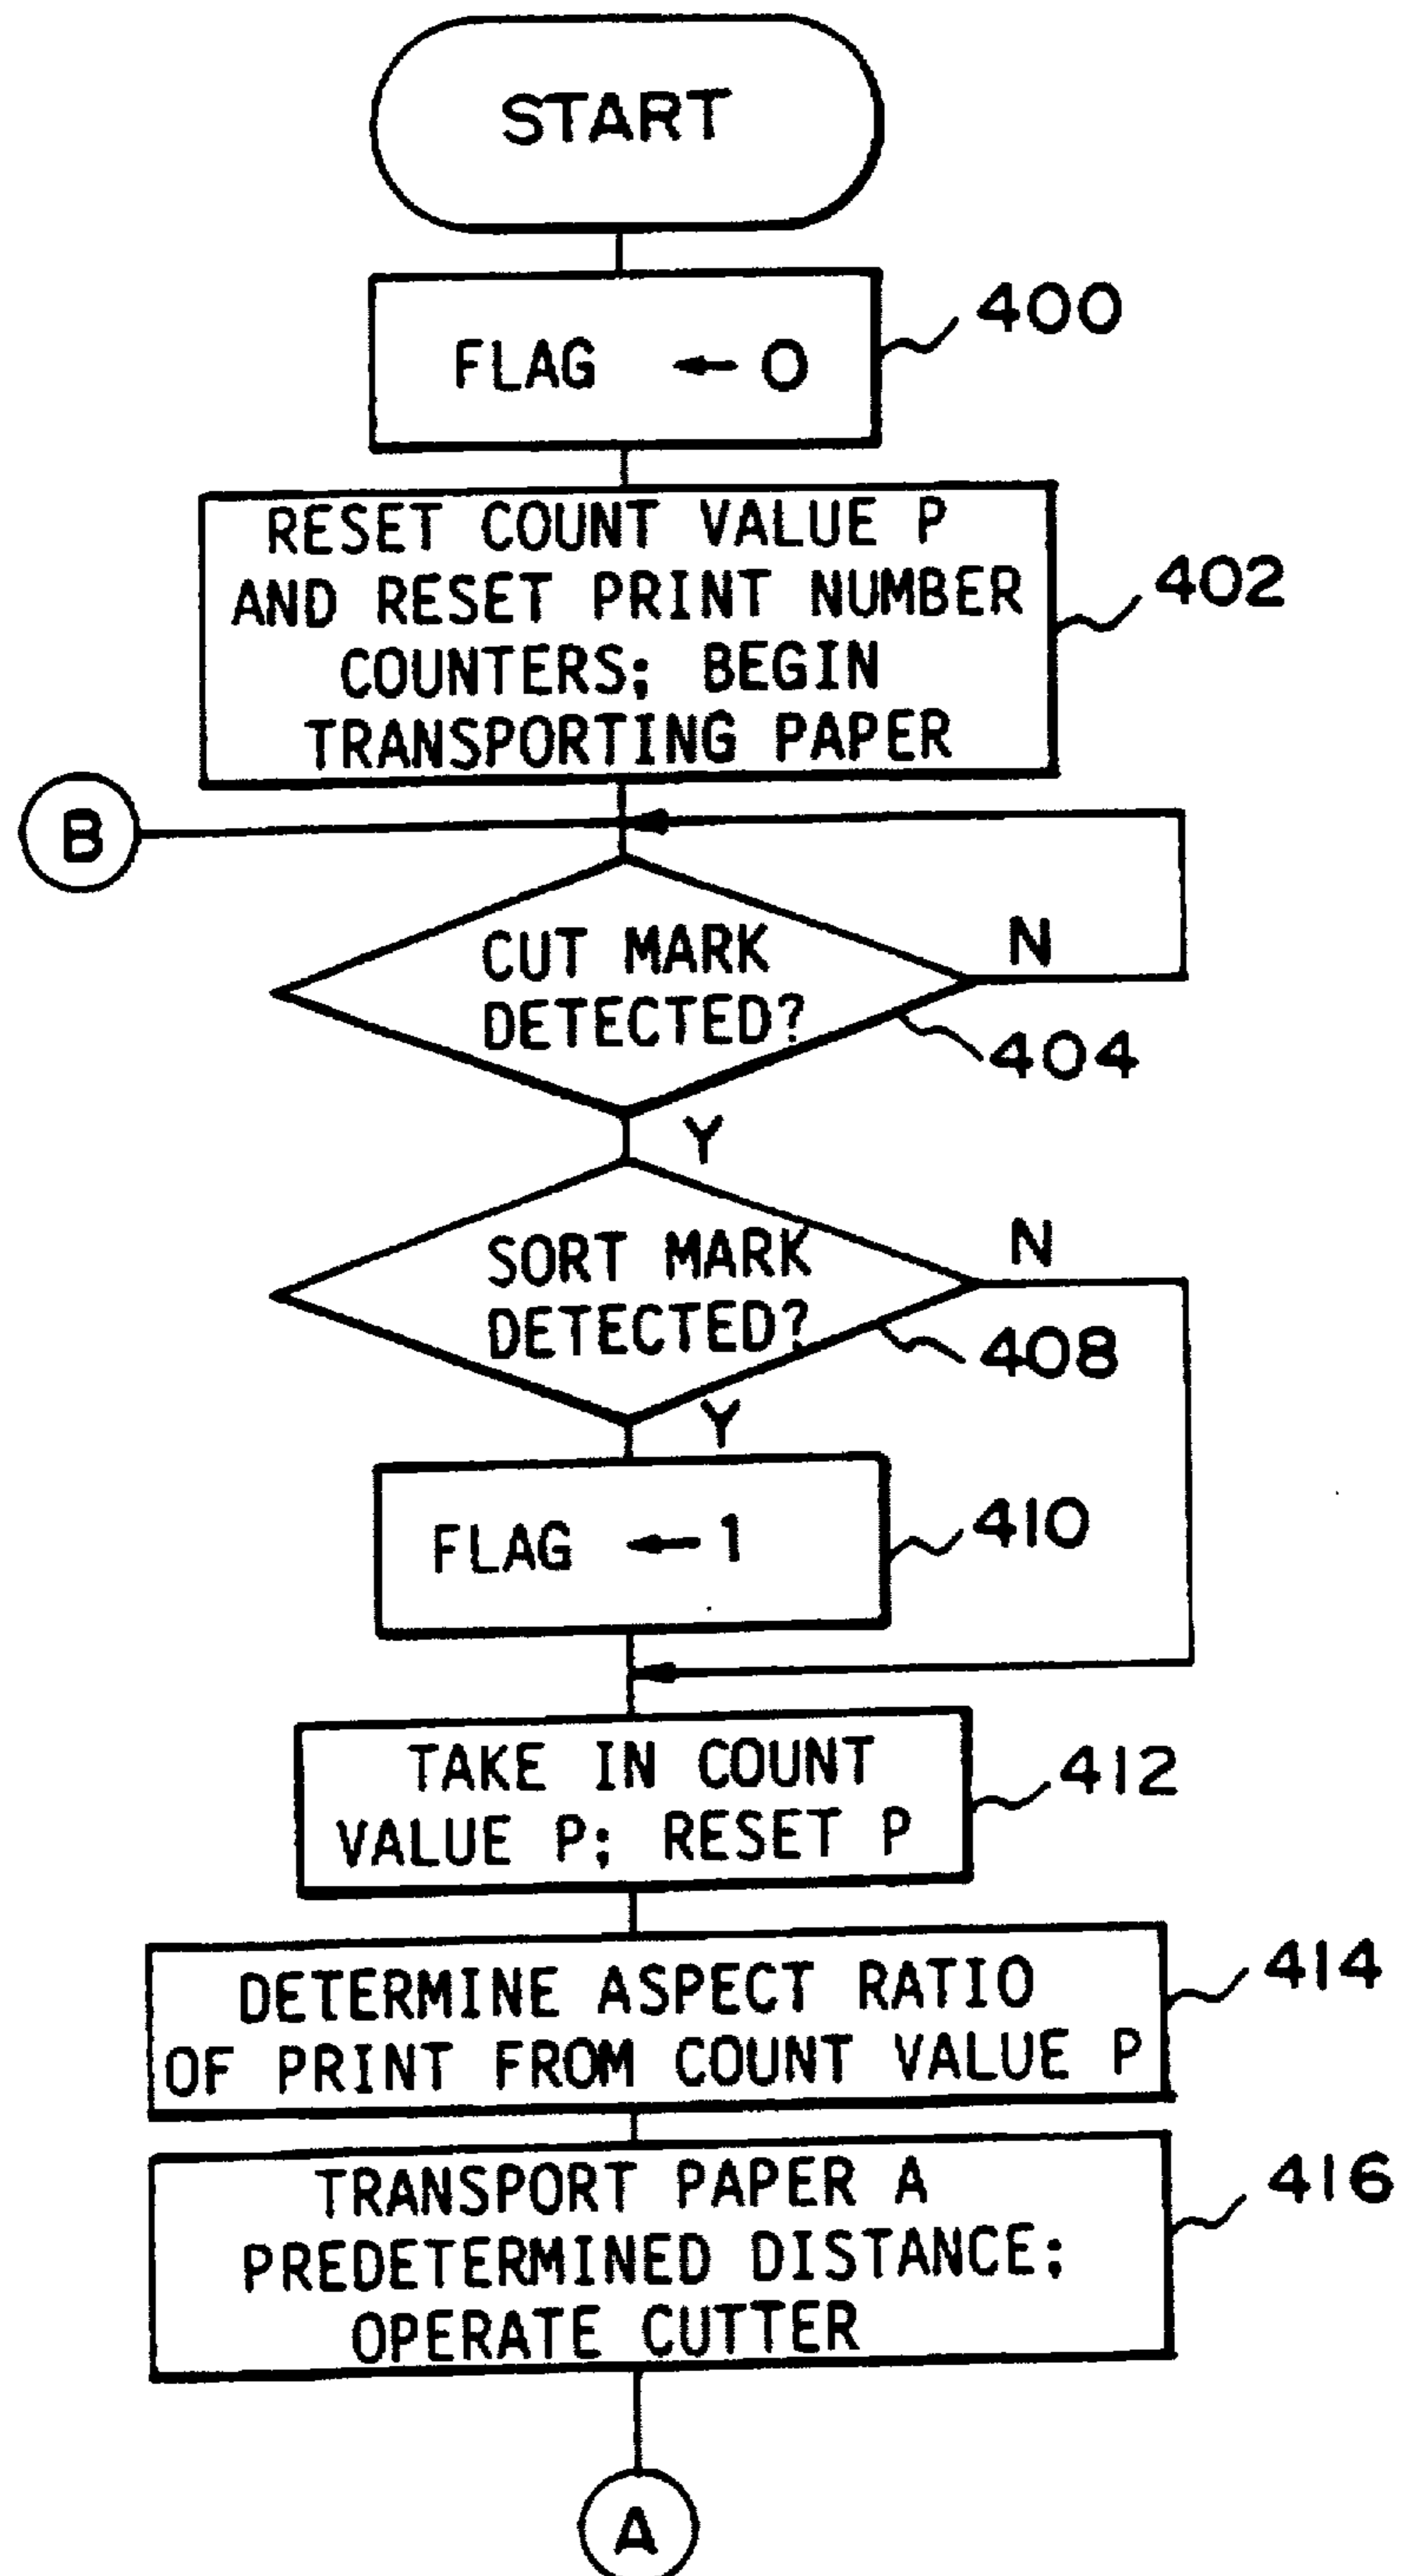 START
FLAG ← 0
400
RESET COUNT VALUE P
AND RESET PRINT NUMBER
COUNTERS; BEGIN
TRANSPORTING PAPER
402
B
CUT MARK
DETECTED?
N
404
Y
SORT MARK
DETECTED?
N
408
Y
FLAG ← 1
410
TAKE IN COUNT
VALUE P; RESET P
412
DETERMINE ASPECT RATIO
OF PRINT FROM COUNT VALUE P
414
TRANSPORT PAPER A
PREDETERMINED DISTANCE;
OPERATE CUTTER
416
A